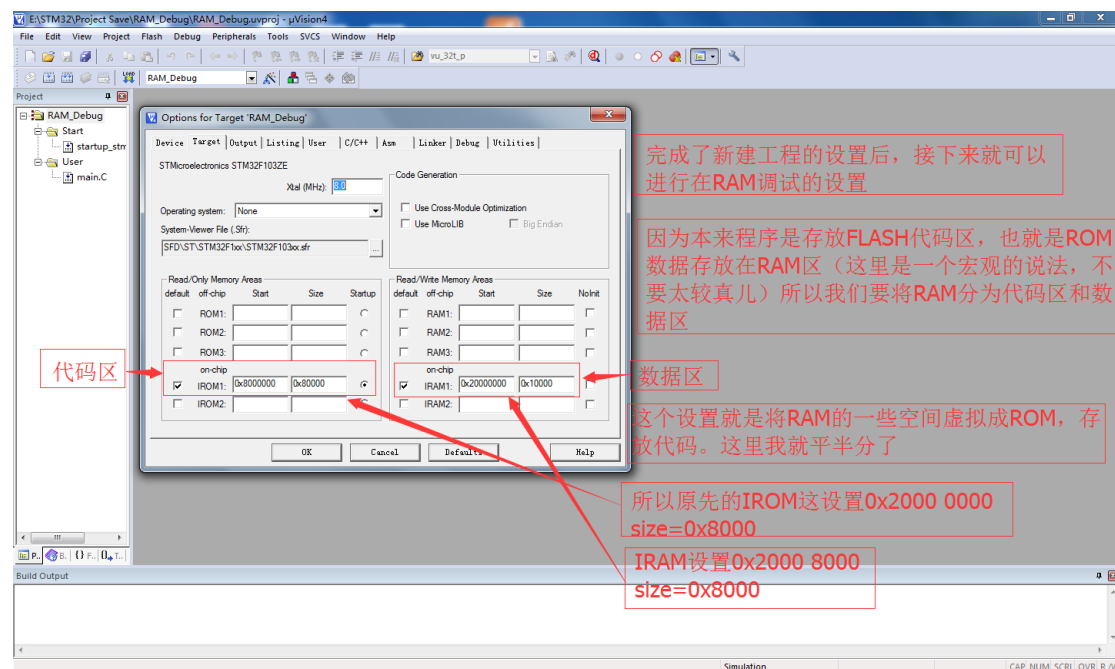 E:\STM32\Project Save\RAM_Debug\RAM_Debug.uvproj - µVision4
File Edit View Project Flash Debug Peripherals Tools SVCS Window Help
vu_32t_p
RAM_Debug
Project
RAM_Debug
Start
startup_stm
User
main.C
Options for Target 'RAM_Debug'
Device Target Output Listing User C/C++ Asm Linker Debug Utilities
STMicroelectronics STM32F103ZE
Xtal (MHz): 8.0
Operating system: None
System-Viewer File (.Sfr):
SFD\ST\STM32F1xx\STM32F103xx.sfr
...
Code Generation
Use Cross-Module Optimization
Use MicroLIB Big Endian
Read/Only Memory Areas
default off-chip Start Size Startup
ROM1:
ROM2:
ROM3:
on-chip
IROM1: 0x8000000 0x80000
IROM2:
Read/Write Memory Areas
default off-chip Start Size NoInit
RAM1:
RAM2:
RAM3:
on-chip
IRAM1: 0x20000000 0x10000
IRAM2:
OK Cancel Defaults Help
代码区
完成了新建工程的设置后，接下来就可以
进行在RAM调试的设置
因为本来程序是存放FLASH代码区，也就是ROM
数据存放在RAM区（这里是一个宏观的说法，不
要太较真儿）所以我们要将RAM分为代码区和数
据区
数据区
这个设置就是将RAM的一些空间虚拟成ROM，存
放代码。这里我就平半分了
所以原先的IROM这设置0x2000 0000
size=0x8000
IRAM设置0x2000 8000
size=0x8000
P... B... {} F... 0→T...
Build Output
Simulation
CAP NUM SCRL OVR R/W